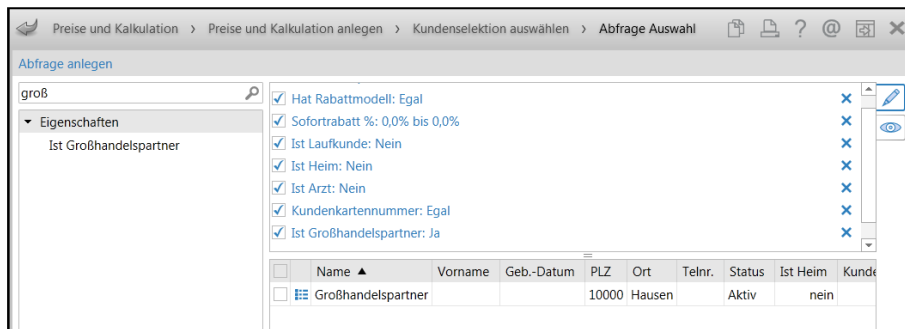 Preise und Kalkulation > Preise und Kalkulation anlegen > Kundenselektion auswählen > Abfrage Auswahl
Abfrage anlegen
groß
Eigenschaften
Ist Großhandelspartner
Hat Rabattmodell: Egal
Sofortrabatt %: 0,0% bis 0,0%
Ist Laufkunde: Nein
Ist Heim: Nein
Ist Arzt: Nein
Kundenkartennummer: Egal
Ist Großhandelspartner: Ja
Name ▲ Vorname Geb.-Datum PLZ Ort Telnr. Status Ist Heim Kunde
Großhandelspartner 10000 Hausen Aktiv nein